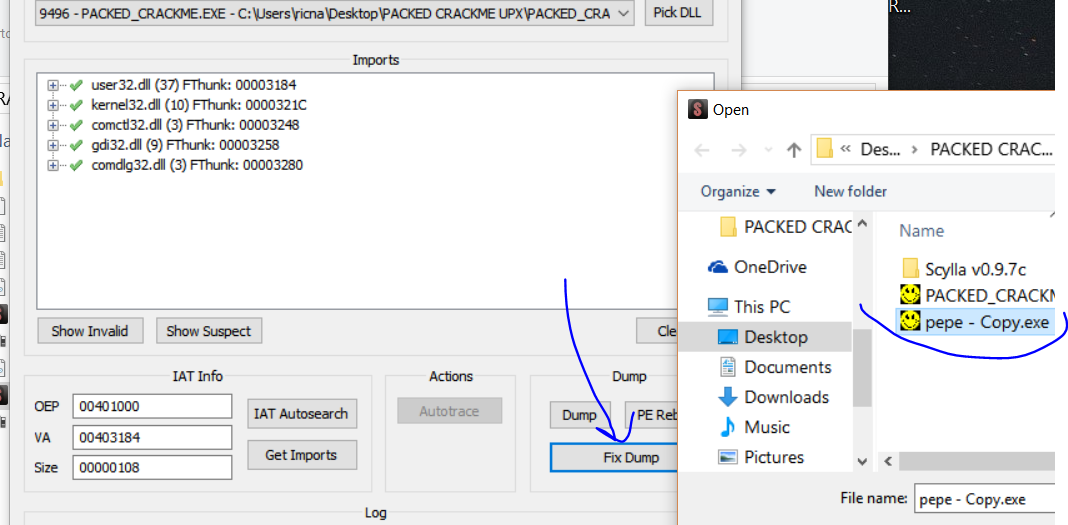 9496 - PACKED_CRACKME.EXE - C:\Users\ricna\Desktop\PACKED CRACKME UPX\PACKED_CRA
Pick DLL
R...
Imports
user32.dll (37) FThunk: 00003184
kernel32.dll (10) FThunk: 0000321C
comctl32.dll (3) FThunk: 00003248
gdi32.dll (9) FThunk: 00003258
comdlg32.dll (3) FThunk: 00003280
Show Invalid
Show Suspect
Cle
IAT Info
OEP 00401000
IAT Autosearch
VA 00403184
Size 00000108
Get Imports
Actions
Autotrace
Dump
Dump
PE Reb
Fix Dump
Log
Open
« Des... › PACKED CRAC...
Organize
New folder
PACKED CRAC
OneDrive
This PC
Desktop
Documents
Downloads
Music
Pictures
Name
Scylla v0.9.7c
PACKED_CRACKM
pepe - Copy.exe
File name: pepe - Copy.exe